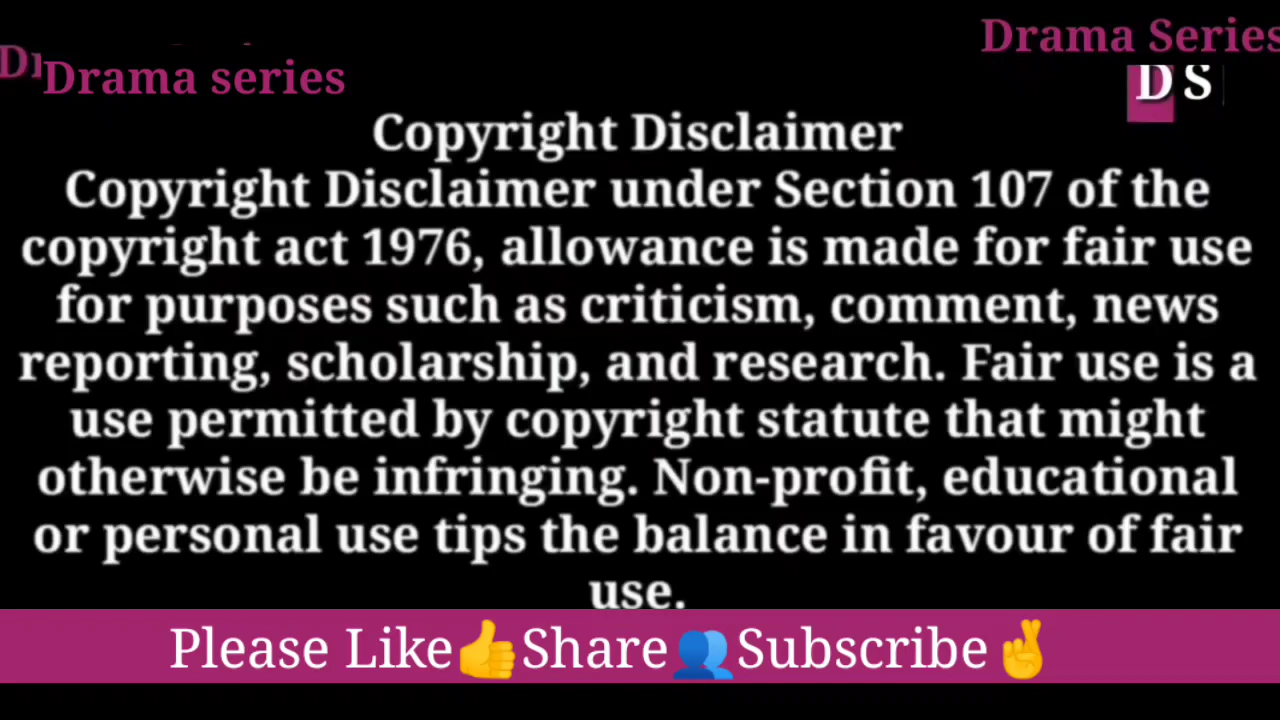 Drama Series
Drama series
D S
Copyright Disclaimer
Copyright Disclaimer under Section 107 of the
copyright act 1976, allowance is made for fair use
for purposes such as criticism, comment, news
reporting, scholarship, and research. Fair use is a
use permitted by copyright statute that might
otherwise be infringing. Non-profit, educational
or personal use tips the balance in favour of fair
use.
Please Like👍Share👥Subscribe🤞